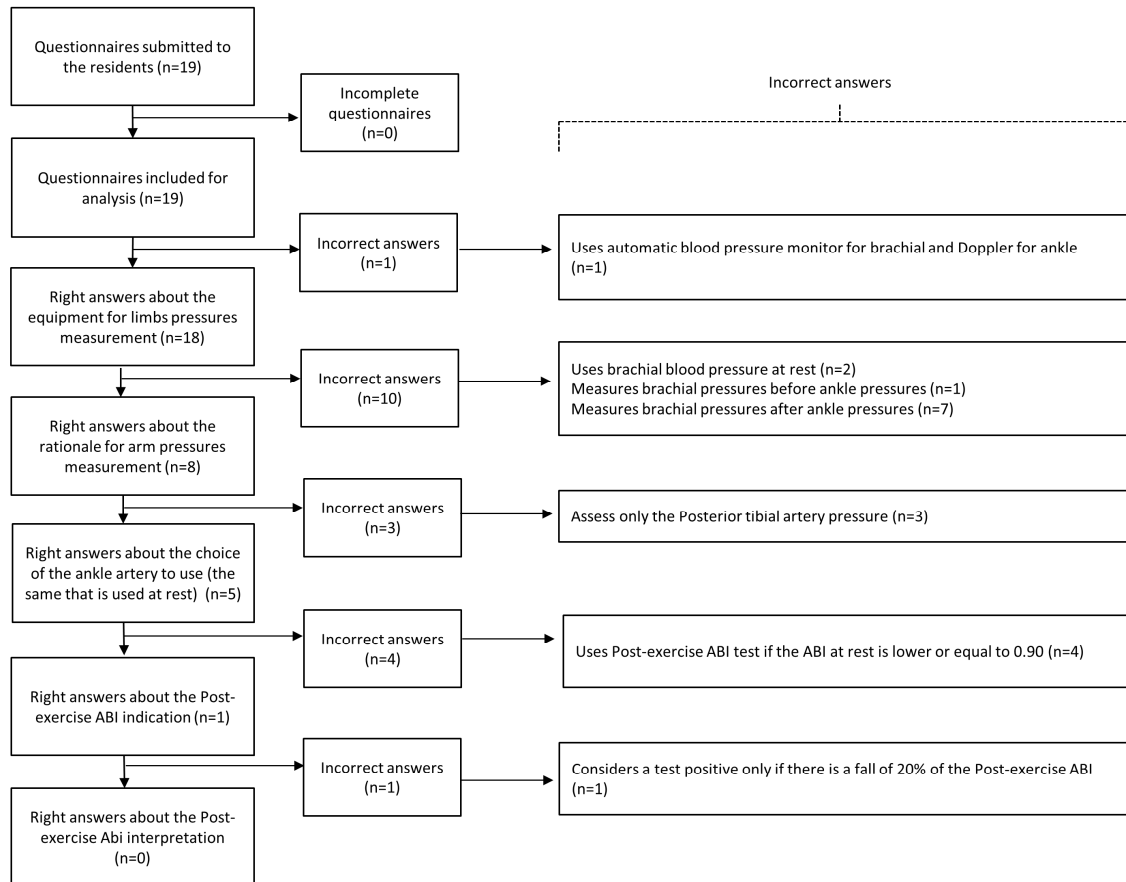 Questionnaires submitted to
the residents (n=19)
Incomplete
questionnaires
(n=0)
Incorrect answers
Questionnaires included for
analysis (n=19)
Incorrect answers
(n=1)
Uses automatic blood pressure monitor for brachial and Doppler for ankle
(n=1)
Right answers about the
equipment for limbs pressures
measurement (n=18)
Incorrect answers
(n=10)
Uses brachial blood pressure at rest (n=2)
Measures brachial pressures before ankle pressures (n=1)
Measures brachial pressures after ankle pressures (n=7)
Right answers about the
rationale for arm pressures
measurement (n=8)
Incorrect answers
(n=3)
Assess only the Posterior tibial artery pressure (n=3)
Right answers about the choice
of the ankle artery to use (the
same that is used at rest) (n=5)
Incorrect answers
(n=4)
Uses Post-exercise ABI test if the ABI at rest is lower or equal to 0.90 (n=4)
Right answers about the Post-
exercise ABI indication (n=1)
Incorrect answers
(n=1)
Considers a test positive only if there is a fall of 20% of the Post-exercise ABI
(n=1)
Right answers about the Post-
exercise Abi interpretation
(n=0)